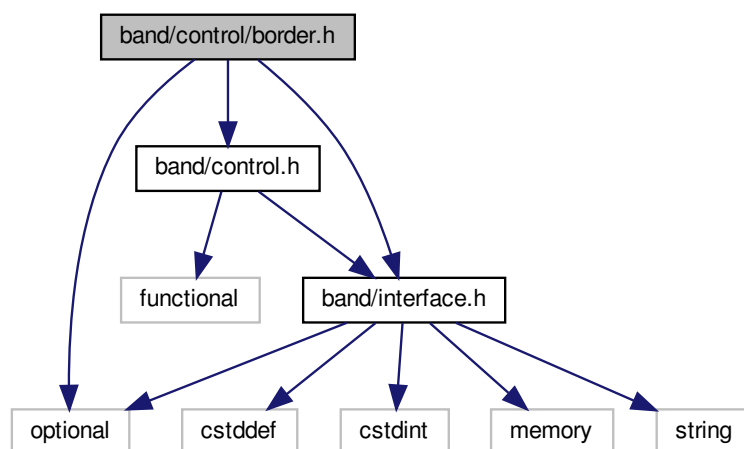 band/control/border.h
band/control.h
functional
band/interface.h
optional
cstddef
cstdint
memory
string